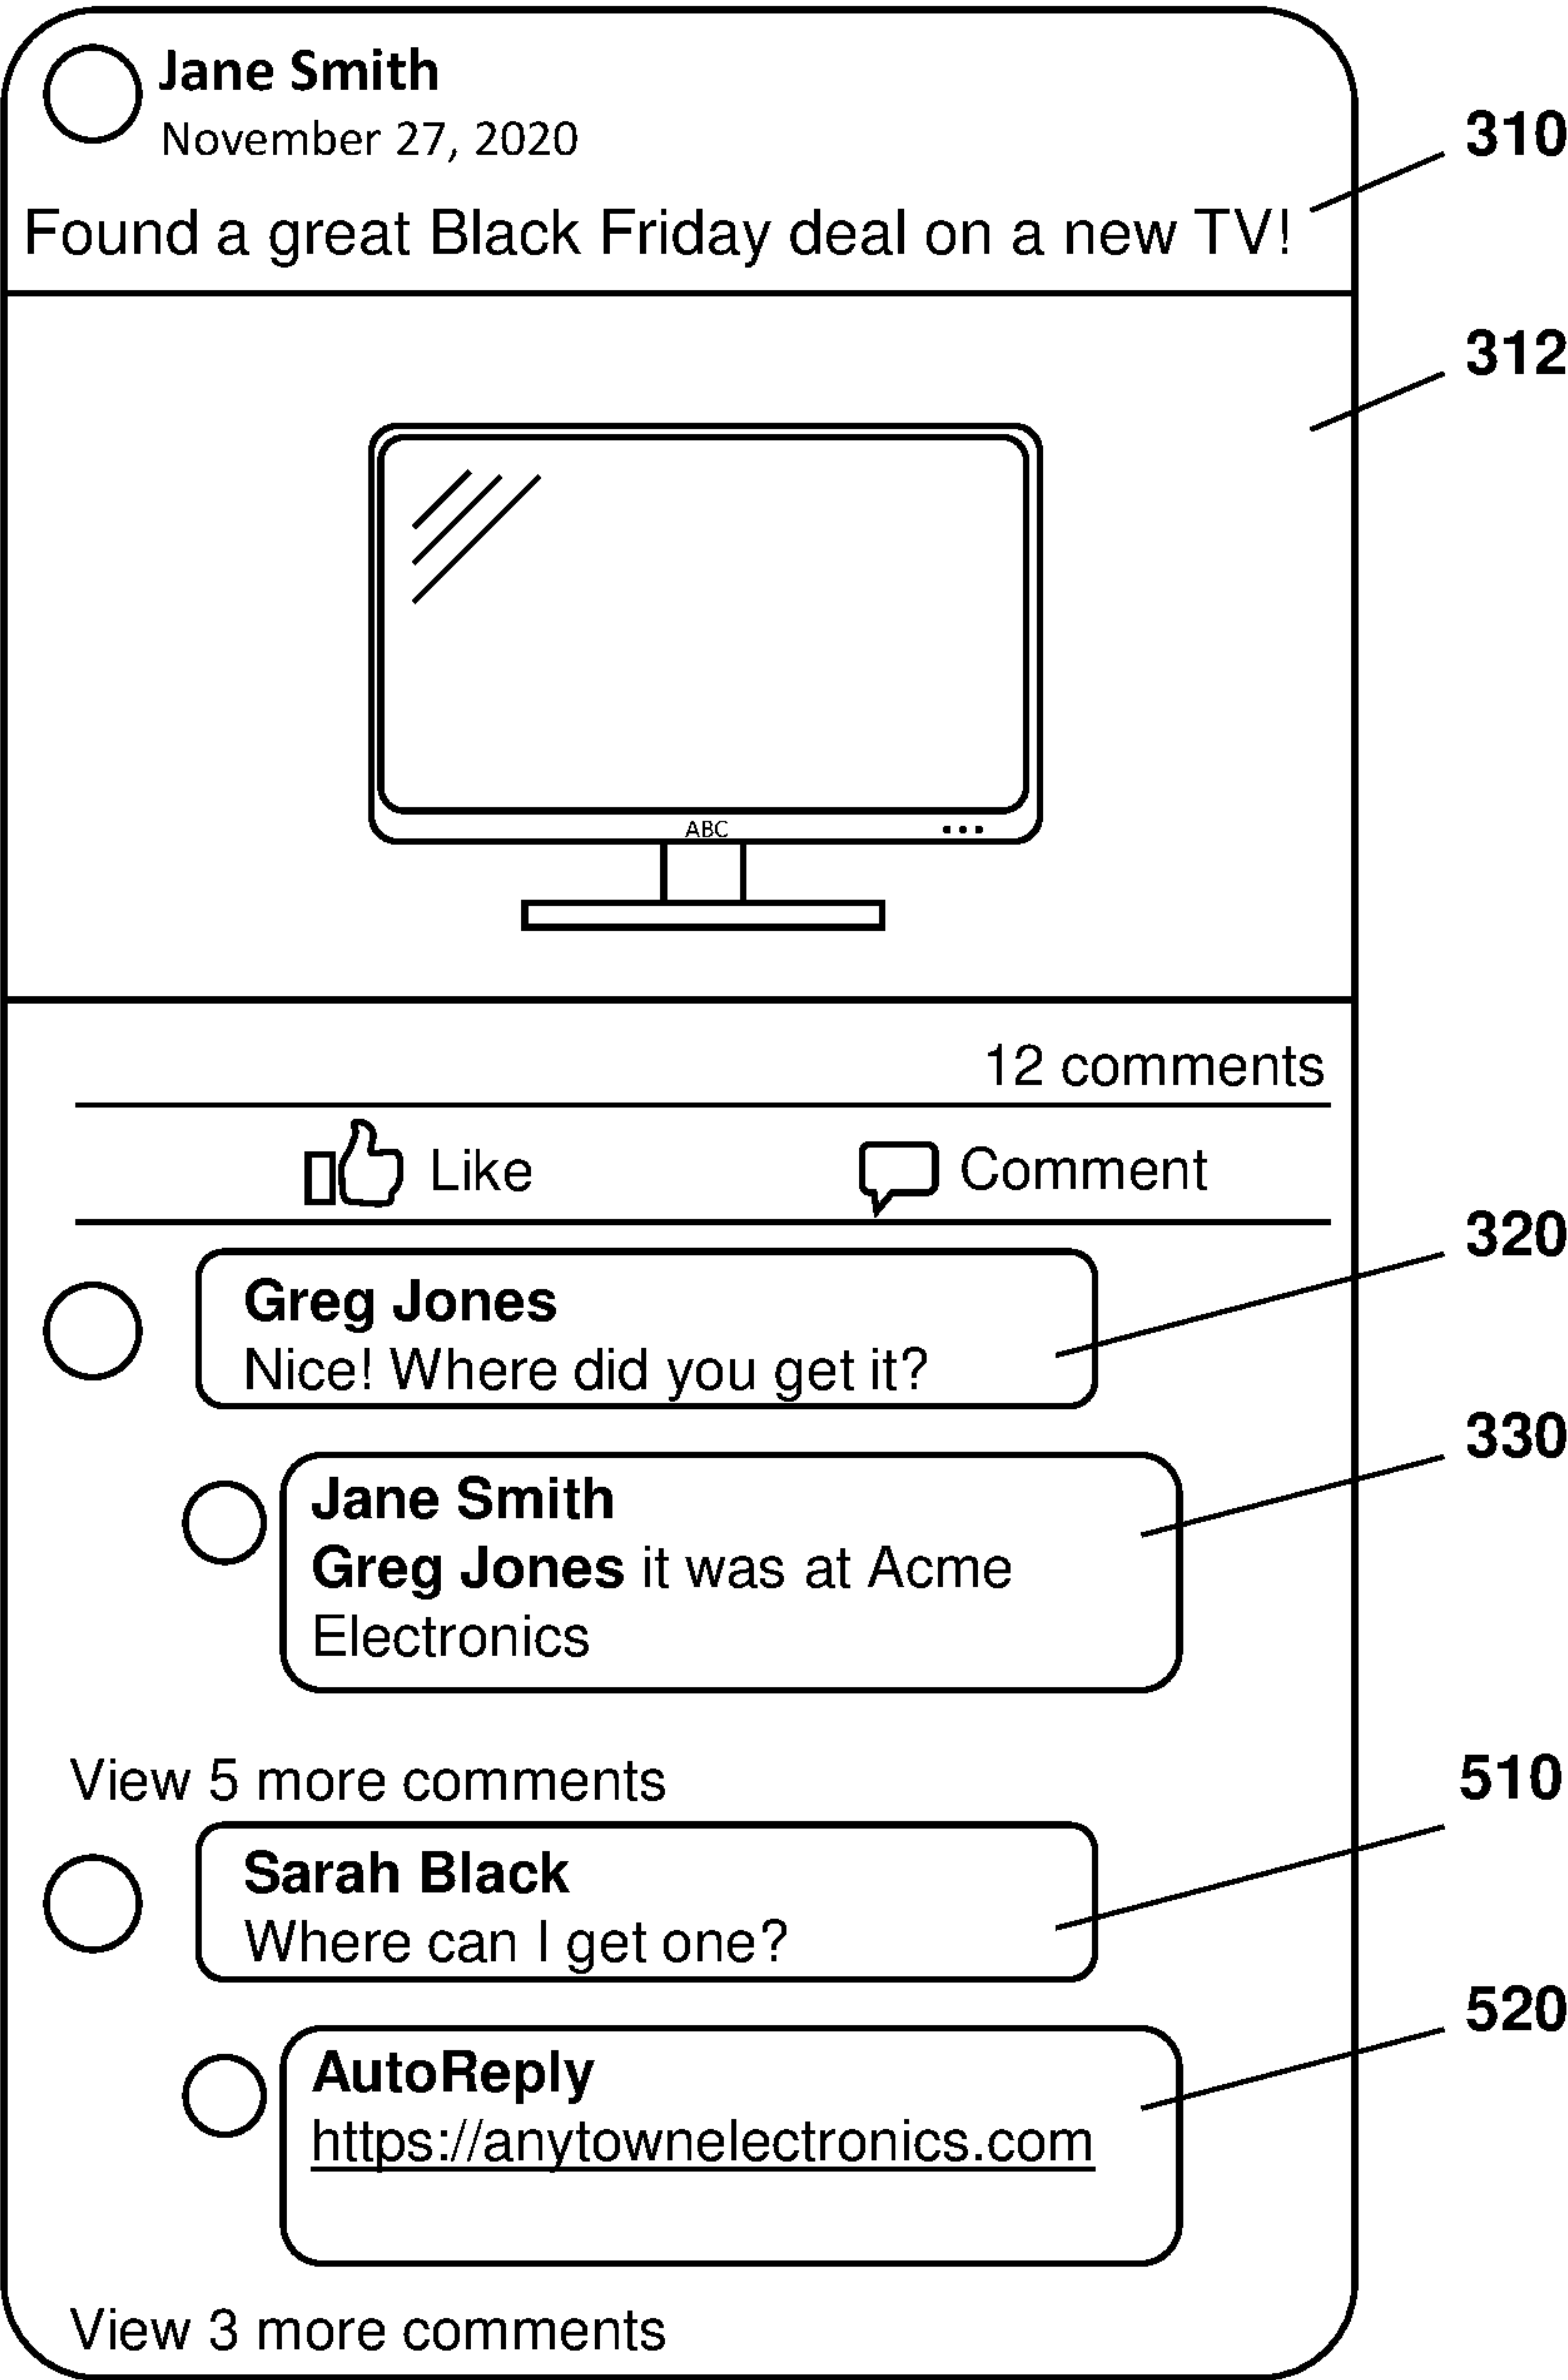 Jane Smith
November 27, 2020
310
Found a great Black Friday deal on a new TV!
312
ABC
12 comments
Like
Comment
320
Greg Jones
Nice! Where did you get it?
330
Jane Smith
Greg Jones it was at Acme
Electronics
View 5 more comments
510
Sarah Black
Where can I get one?
520
AutoReply
https://anytownelectronics.com
View 3 more comments